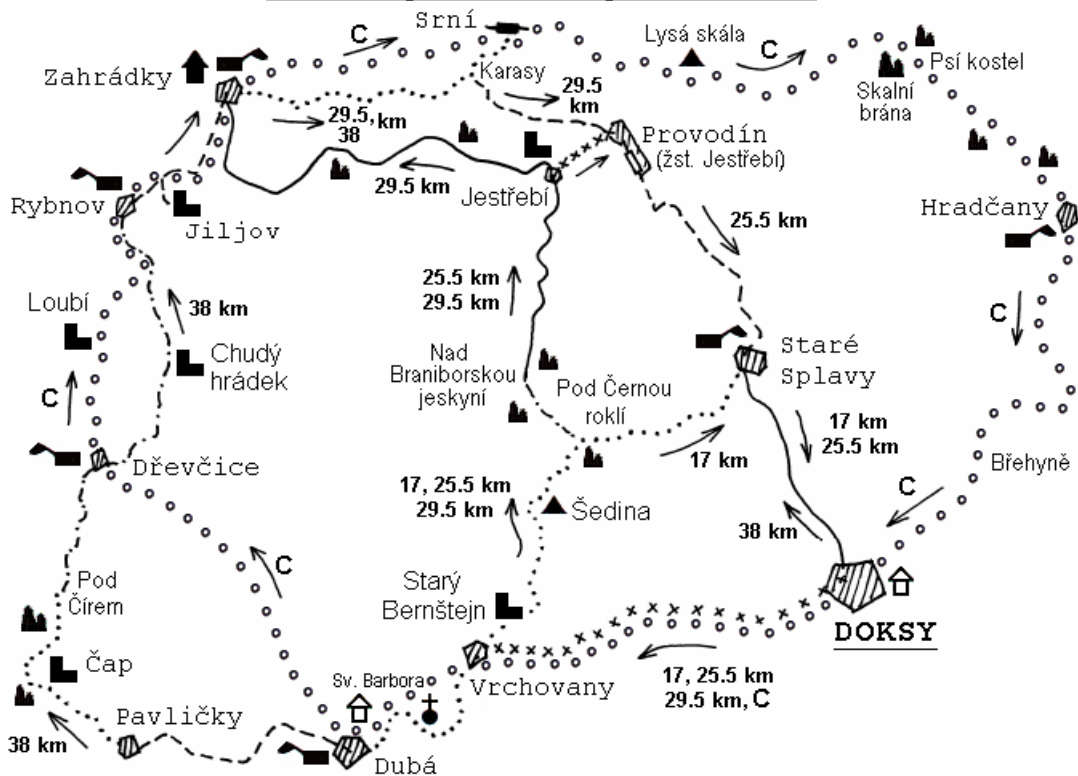 Srní
C
Lysá skála
C
Psí kostel
Zahrádky
Karasy
29.5
km
Skalní
brána
29.5, km
38
Provodín
(žst. Jestřebí)
29.5 km
Jestřebí
Rybnov
Jiljov
Hradčany
25.5 km
25.5 km
29.5 km
38 km
C
Loubí
Chudý
hrádek
Nad
Braniborskou
jeskyní
Staré
Splavy
Pod Černou
roklí
C
17 km
25.5 km
Dřevčice
17 km
Břehyně
17, 25.5 km
29.5 km
Šedina
C
38 km
C
Pod
Čírem
Starý
Bernštejn
DOKSY
Čap
Sv. Barbora
Vrchovany
17, 25.5 km
29.5 km, C
Pavličky
38 km
Dubá